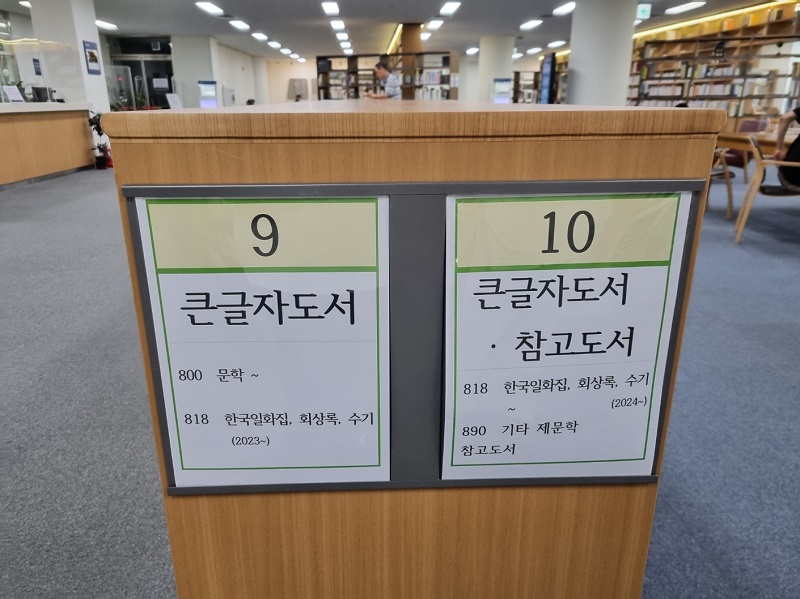 9
큰글자도서
800 문학 ~
818 한국일화집, 회상록, 수기
(2023~)
10
큰글자도서
· 참고도서
818 한국일화집, 회상록, 수기
~ (2024~)
890 기타 제문학
참고도서